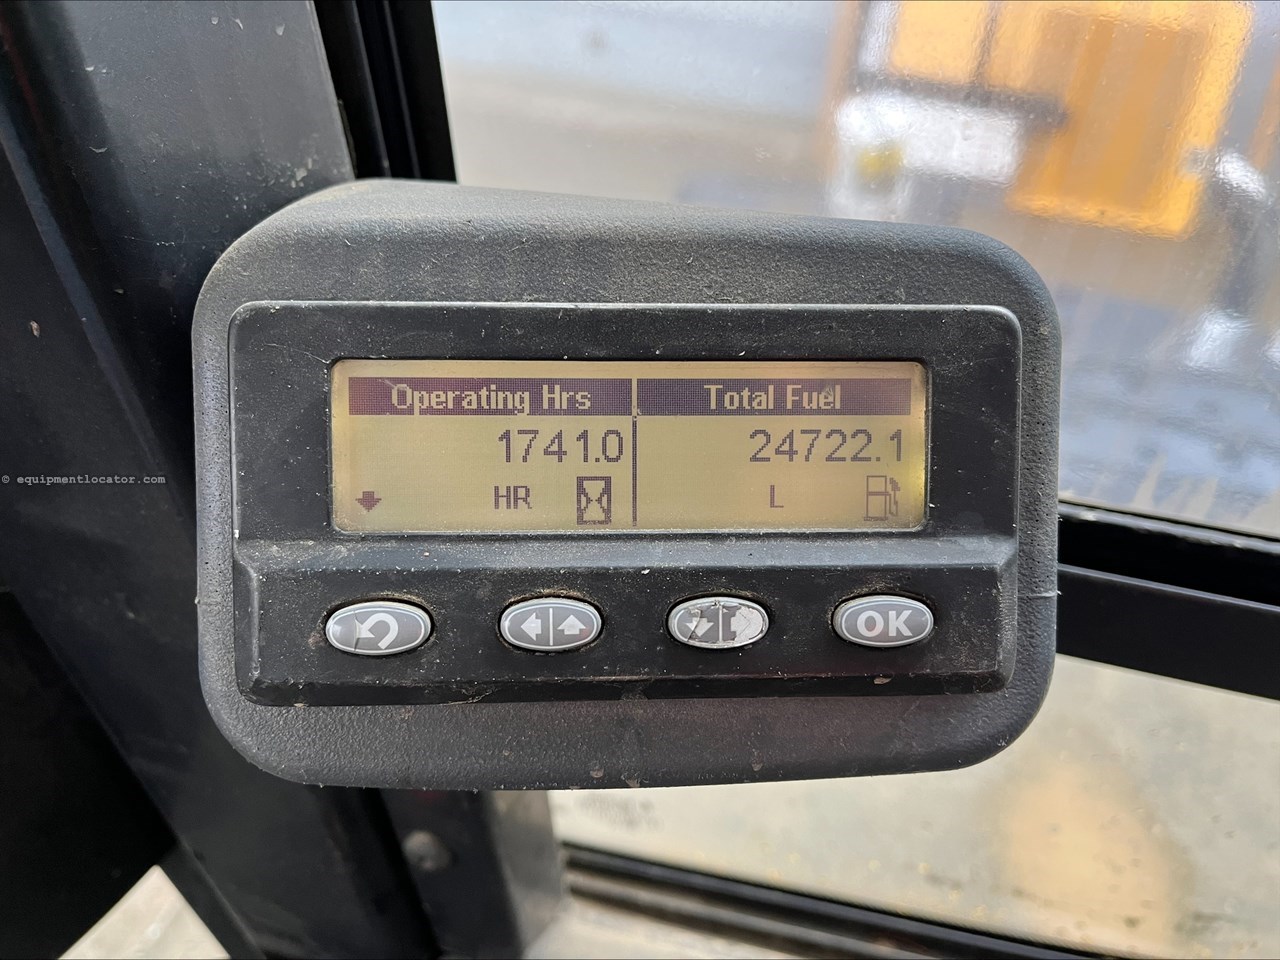 Operating Hrs Total Fuel
1741.0 24722.1
HR L
OK
© equipmentlocator.com